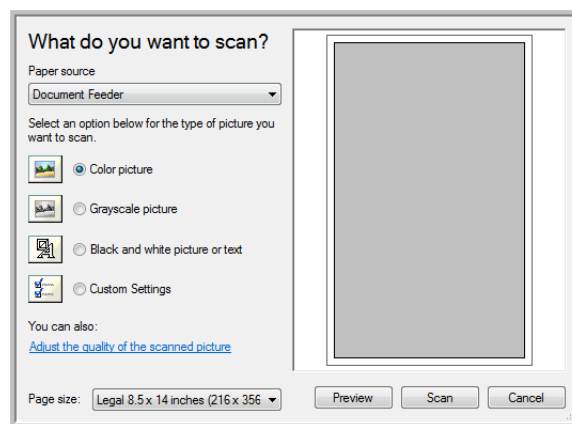 What do you want to scan?
Paper source
Document Feeder
Select an option below for the type of picture you
want to scan.
Color picture
Grayscale picture
Black and white picture or text
Custom Settings
You can also:
Adjust the quality of the scanned picture
Page size: Legal 8.5 x 14 inches (216 x 356
Preview Scan Cancel